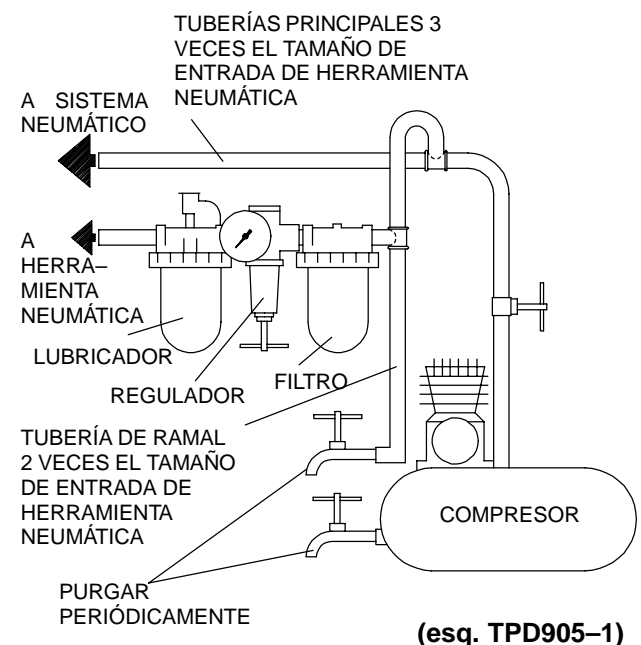 TUBERÍAS PRINCIPALES 3
VECES EL TAMAÑO DE
ENTRADA DE HERRAMIENTA
NEUMÁTICA
A SISTEMA
NEUMÁTICO
A
HERRA–
MIENTA
NEUMÁTICA
LUBRICADOR
REGULADOR
FILTRO
TUBERÍA DE RAMAL
2 VECES EL TAMAÑO
DE ENTRADA DE
HERRAMIENTA
NEUMÁTICA
COMPRESOR
PURGAR
PERIÓDICAMENTE
(esq. TPD905–1)